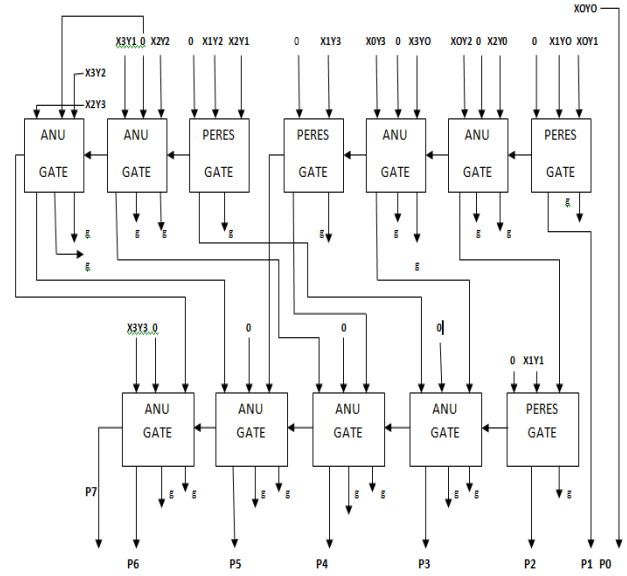 XOYO
X3Y1 0 X2Y2 0 X1Y2 X2Y1 0 X1Y3 X0Y3 0 X3YO XOY2 0 X2Y0 0 X1YO XOY1
X3Y2
X2Y3
ANU GATE
ANU GATE
PERES GATE
PERES GATE
ANU GATE
ANU GATE
PERES GATE
g g g g g g g g g g g
g
X3Y3 0 0 0 0 0 X1Y1
ANU GATE
ANU GATE
ANU GATE
ANU GATE
PERES GATE
P7
g g g g g g g g g
P6 P5 P4 P3 P2 P1 P0